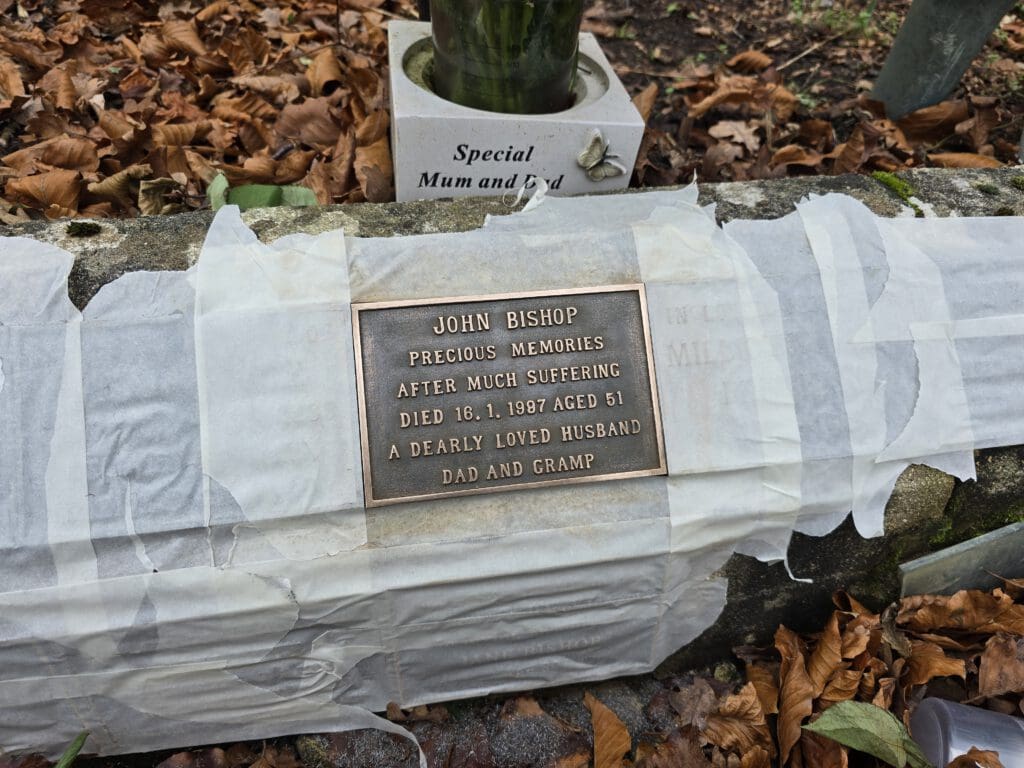 Special
Mum and Dad
JOHN BISHOP
PRECIOUS MEMORIES
AFTER MUCH SUFFERING
DIED 16. 1. 1997 AGED 51
A DEARLY LOVED HUSBAND
DAD AND GRAMP